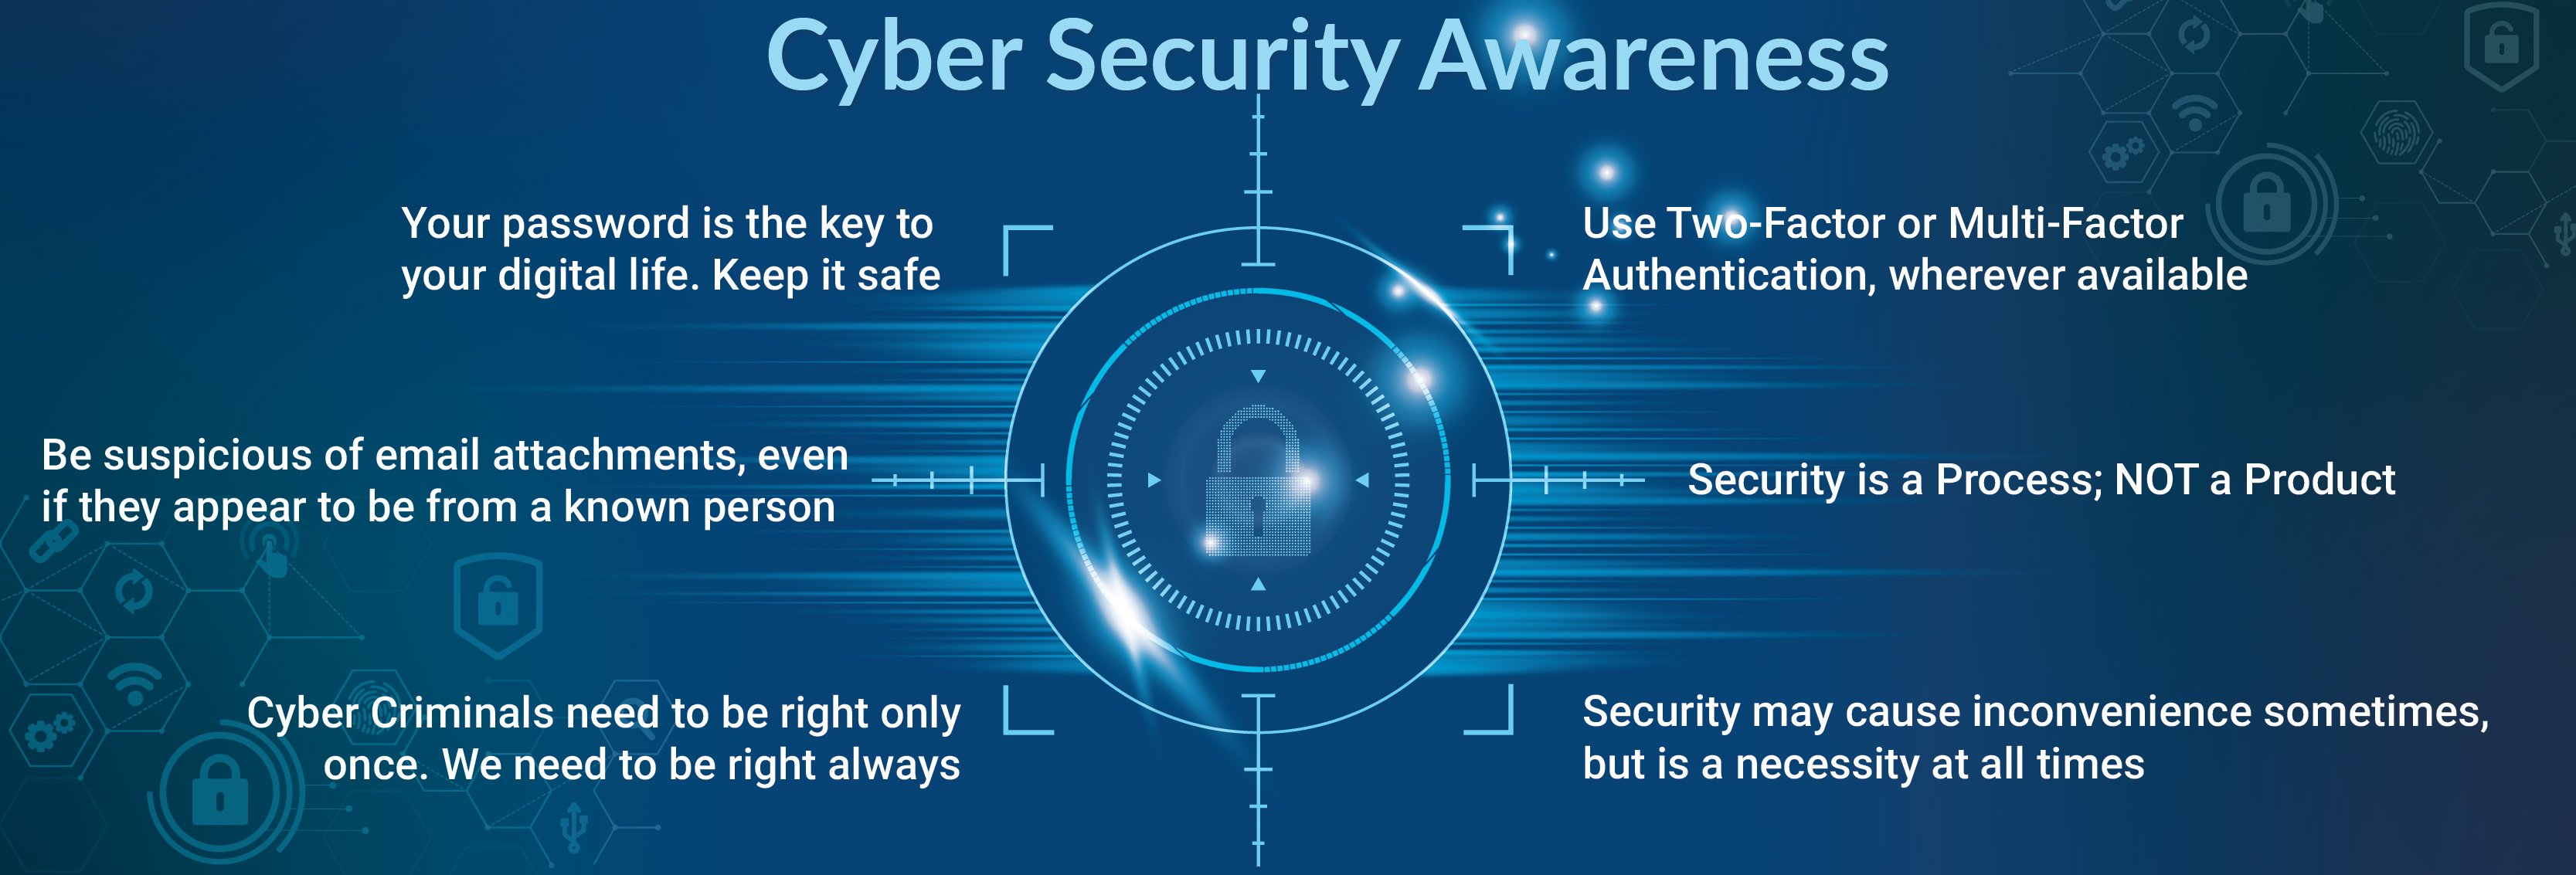 Cyber Security Awareness
Your password is the key to
your digital life. Keep it safe
Use Two-Factor or Multi-Factor
Authentication, wherever available
Be suspicious of email attachments, even
if they appear to be from a known person
Security is a Process; NOT a Product
Cyber Criminals need to be right only
once. We need to be right always
Security may cause inconvenience sometimes,
but is a necessity at all times